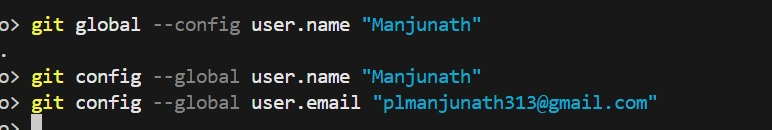 o> git global --config user.name "Manjunath"
.
o> git config --global user.name "Manjunath"
o> git config --global user.email "plmanjunath313@gmail.com"
o>